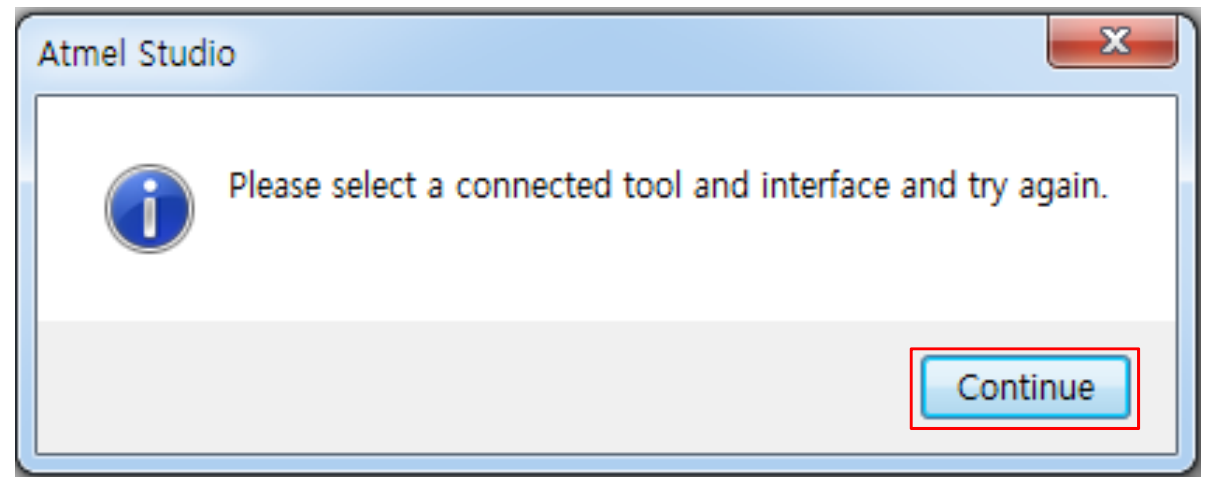 Atmel Studio
Please select a connected tool and interface and try again.
Continue